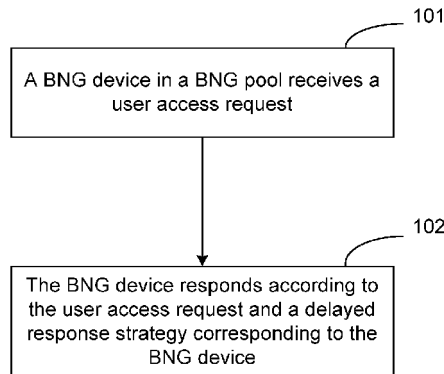 101
A BNG device in a BNG pool receives a
user access request
102
The BNG device responds according to
the user access request and a delayed
response strategy corresponding to the
BNG device